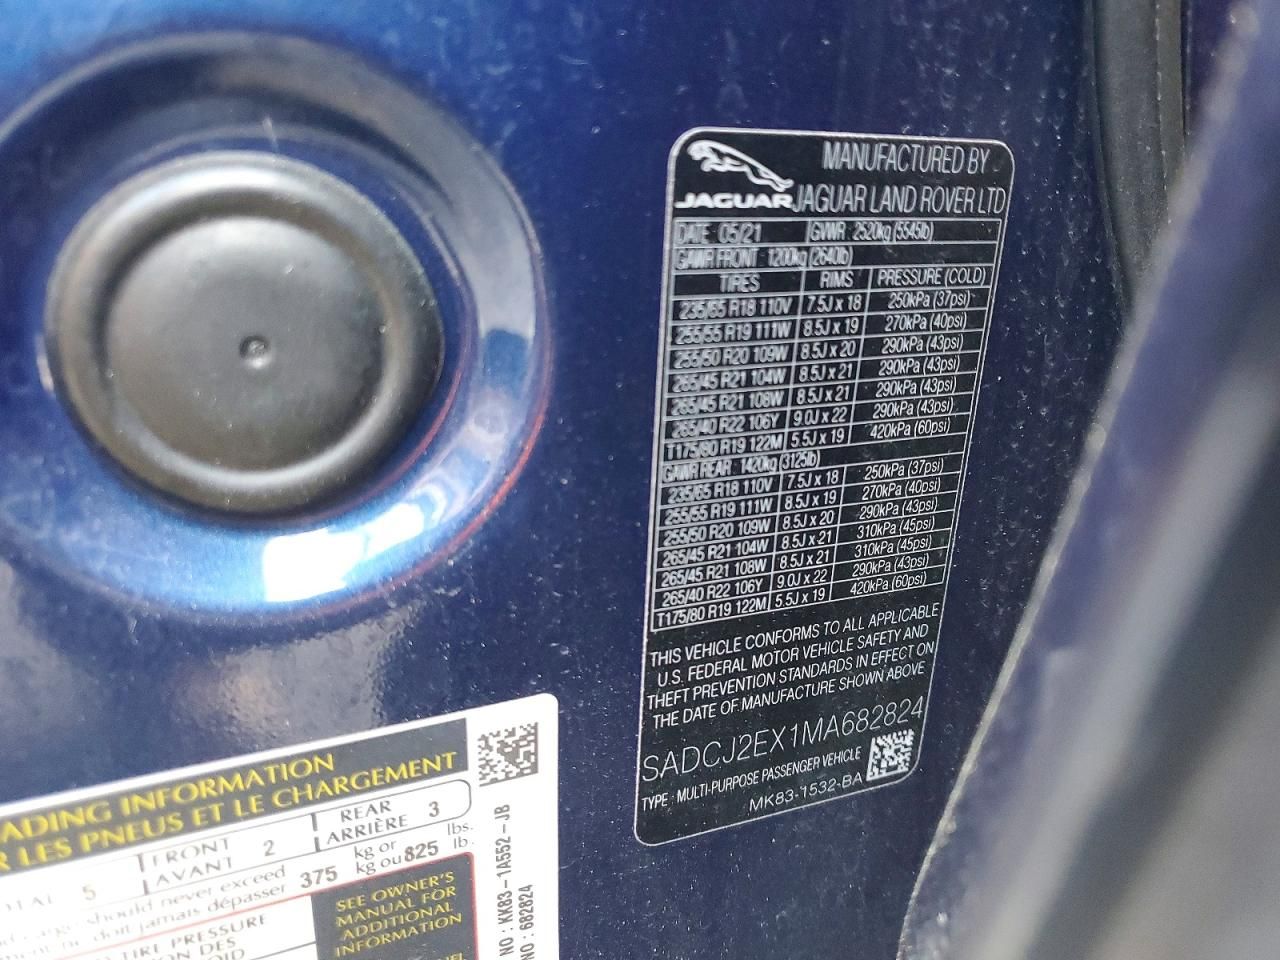 JAGUAR
MANUFACTURED BY
JAGUAR LAND ROVER LTD
DATE: 05/21 GVWR: 2520kg (5545lb)
GAWR FRONT: 1200kg (2640lb)
TIRES RIMS PRESSURE (COLD)
235/65 R18 110V 7.5J x 18 250kPa (37psi)
255/55 R19 111W 8.5J x 19 270kPa (40psi)
255/50 R20 109W 8.5J x 20 290kPa (43psi)
265/45 R21 104W 8.5J x 21 290kPa (43psi)
265/45 R21 108W 8.5J x 21 290kPa (43psi)
265/40 R22 106Y 9.0J x 22 290kPa (43psi)
T175/80 R19 122M 5.5J x 19 420kPa (60psi)
GAWR REAR: 1420kg (3125lb)
235/65 R18 110V 7.5J x 18 250kPa (37psi)
255/55 R19 111W 8.5J x 19 270kPa (40psi)
255/50 R20 109W 8.5J x 20 290kPa (43psi)
265/45 R21 104W 8.5J x 21 310kPa (45psi)
265/45 R21 108W 8.5J x 21 310kPa (45psi)
265/40 R22 106Y 9.0J x 22 290kPa (43psi)
T175/80 R19 122M 5.5J x 19 420kPa (60psi)
THIS VEHICLE CONFORMS TO ALL APPLICABLE
U.S. FEDERAL MOTOR VEHICLE SAFETY AND
THEFT PREVENTION STANDARDS IN EFFECT ON
THE DATE OF MANUFACTURE SHOWN ABOVE
SADCJ2EX1MA682824
TYPE: MULTI-PURPOSE PASSENGER VEHICLE
MK83-1532-BA
ADING INFORMATION
R LES PNEUS ET LE CHARGEMENT
5 FRONT AVANT 2 REAR ARRIÈRE 3
should never exceed
jamais dépasser 375 kg or kg ou 825 lbs. lb.
TIRE PRESSURE
SEE OWNER'S
MANUAL FOR
ADDITIONAL
INFORMATION
NO: KK83-1A552-JB
NO: 682824